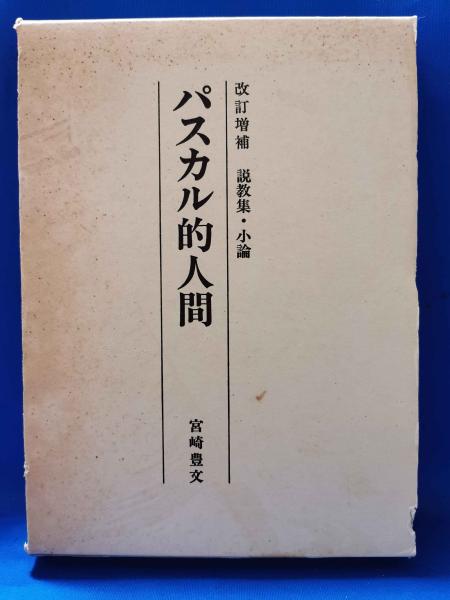 改訂増補 説教集・小論
パスカル的人間
宮崎豊文